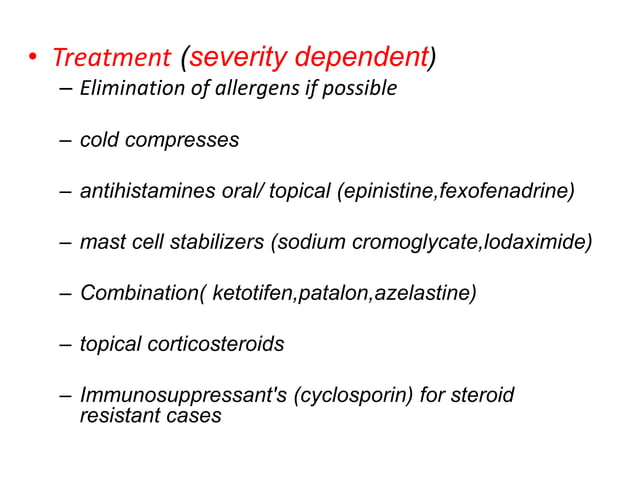 • Treatment (severity dependent)
– Elimination of allergens if possible
– cold compresses
– antihistamines oral/ topical (epinistine,fexofenadrine)
– mast cell stabilizers (sodium cromoglycate,lodaximide)
– Combination( ketotifen,patalon,azelastine)
– topical corticosteroids
– Immunosuppressant's (cyclosporin) for steroid
resistant cases